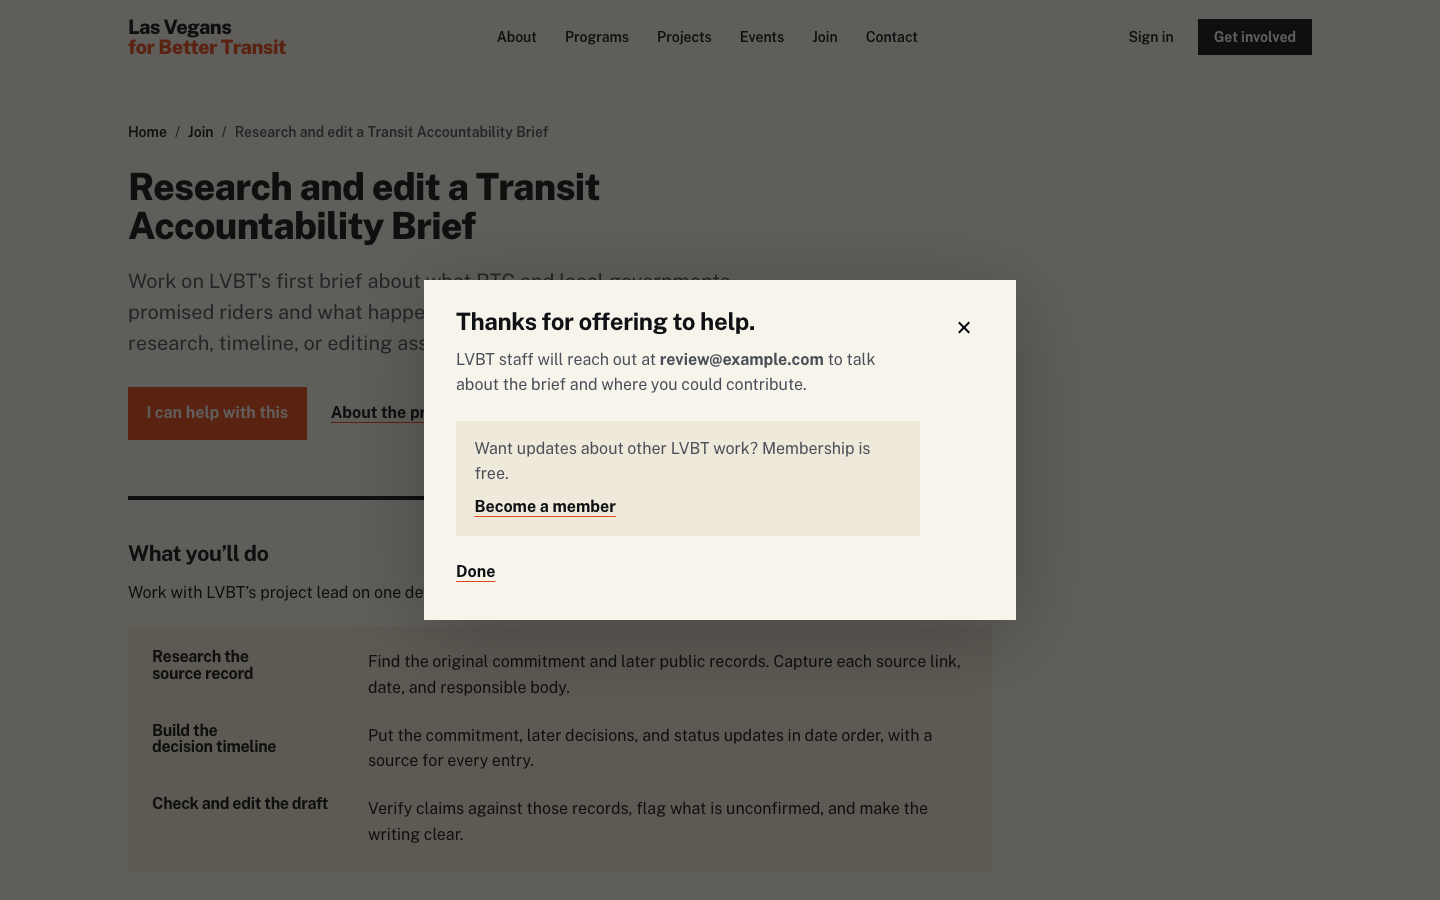 Las Vegans
for Better Transit
About Programs Projects Events Join Contact
Sign in Get involved
Home / Join / Research and edit a Transit Accountability Brief
Research and edit a Transit
Accountability Brief
Work on LVBT's first brief about what RTC and local governments
promised riders and what happe
research, timeline, or editing ass
I can help with this About the pr
Thanks for offering to help.
✕
LVBT staff will reach out at review@example.com to talk
about the brief and where you could contribute.
Want updates about other LVBT work? Membership is
free.
Become a member
Done
What you’ll do
Work with LVBT’s project lead on one de
Research the
source record
Find the original commitment and later public records. Capture each source link,
date, and responsible body.
Build the
decision timeline
Put the commitment, later decisions, and status updates in date order, with a
source for every entry.
Check and edit the draft
Verify claims against those records, flag what is unconfirmed, and make the
writing clear.